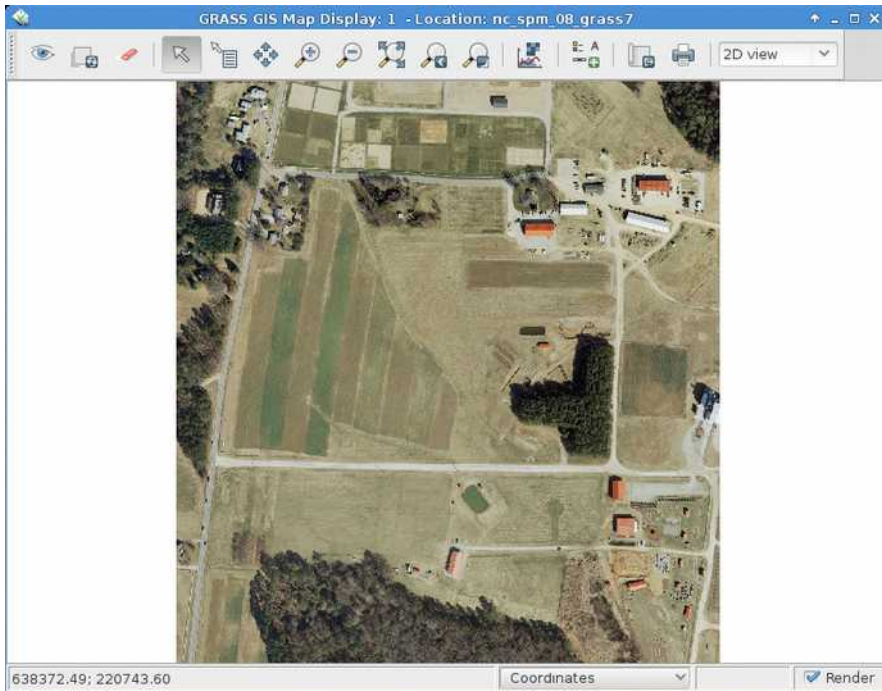 GRASS GIS Map Display: 1 - Location: nc_spm_08_grass7
A
2D view
638372.49; 220743.60
Coordinates
Render